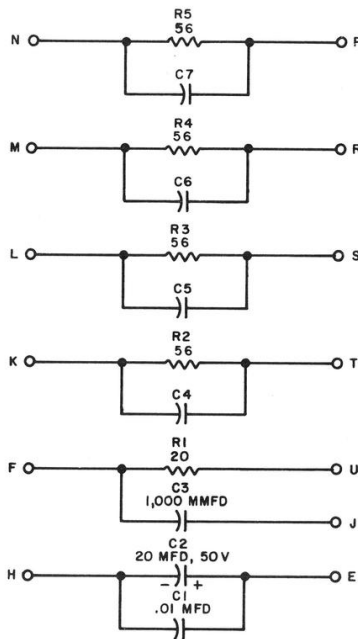 R5
N 56
C7
R4
M 56 R
C6
R3
L 56 S
C5
R2
K 56 T
C4
R1
F 20 U
C3
1,000 MMFD J
C2
20 MFD, 50V
H - + E
C1
.01 MFD